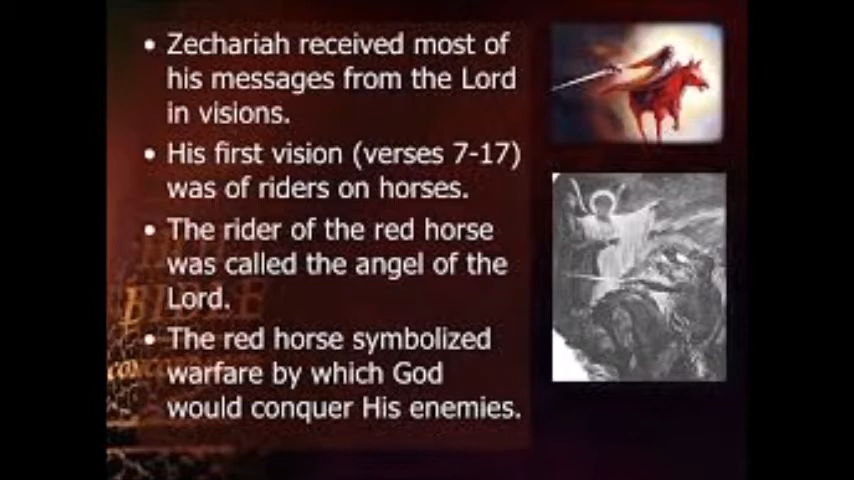 • Zechariah received most of
his messages from the Lord
in visions.
• His first vision (verses 7-17)
was of riders on horses.
• The rider of the red horse
was called the angel of the
Lord.
• The red horse symbolized
warfare by which God
would conquer His enemies.
BIBLE